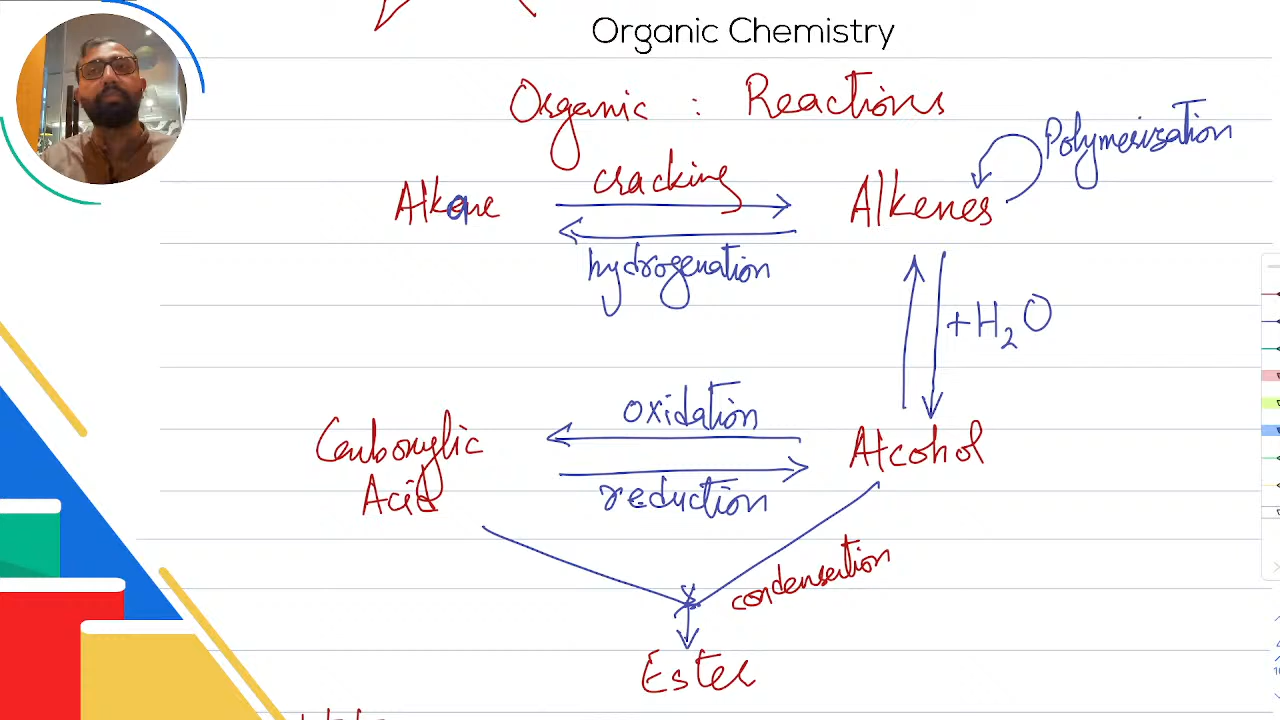 Organic Chemistry
Organic : Reactions
Polymerization
cracking
Alkane
Alkenes
hydrogenation
+H₂O
oxidation
Carboxylic
Acid
Alcohol
reduction
condensation
Ester